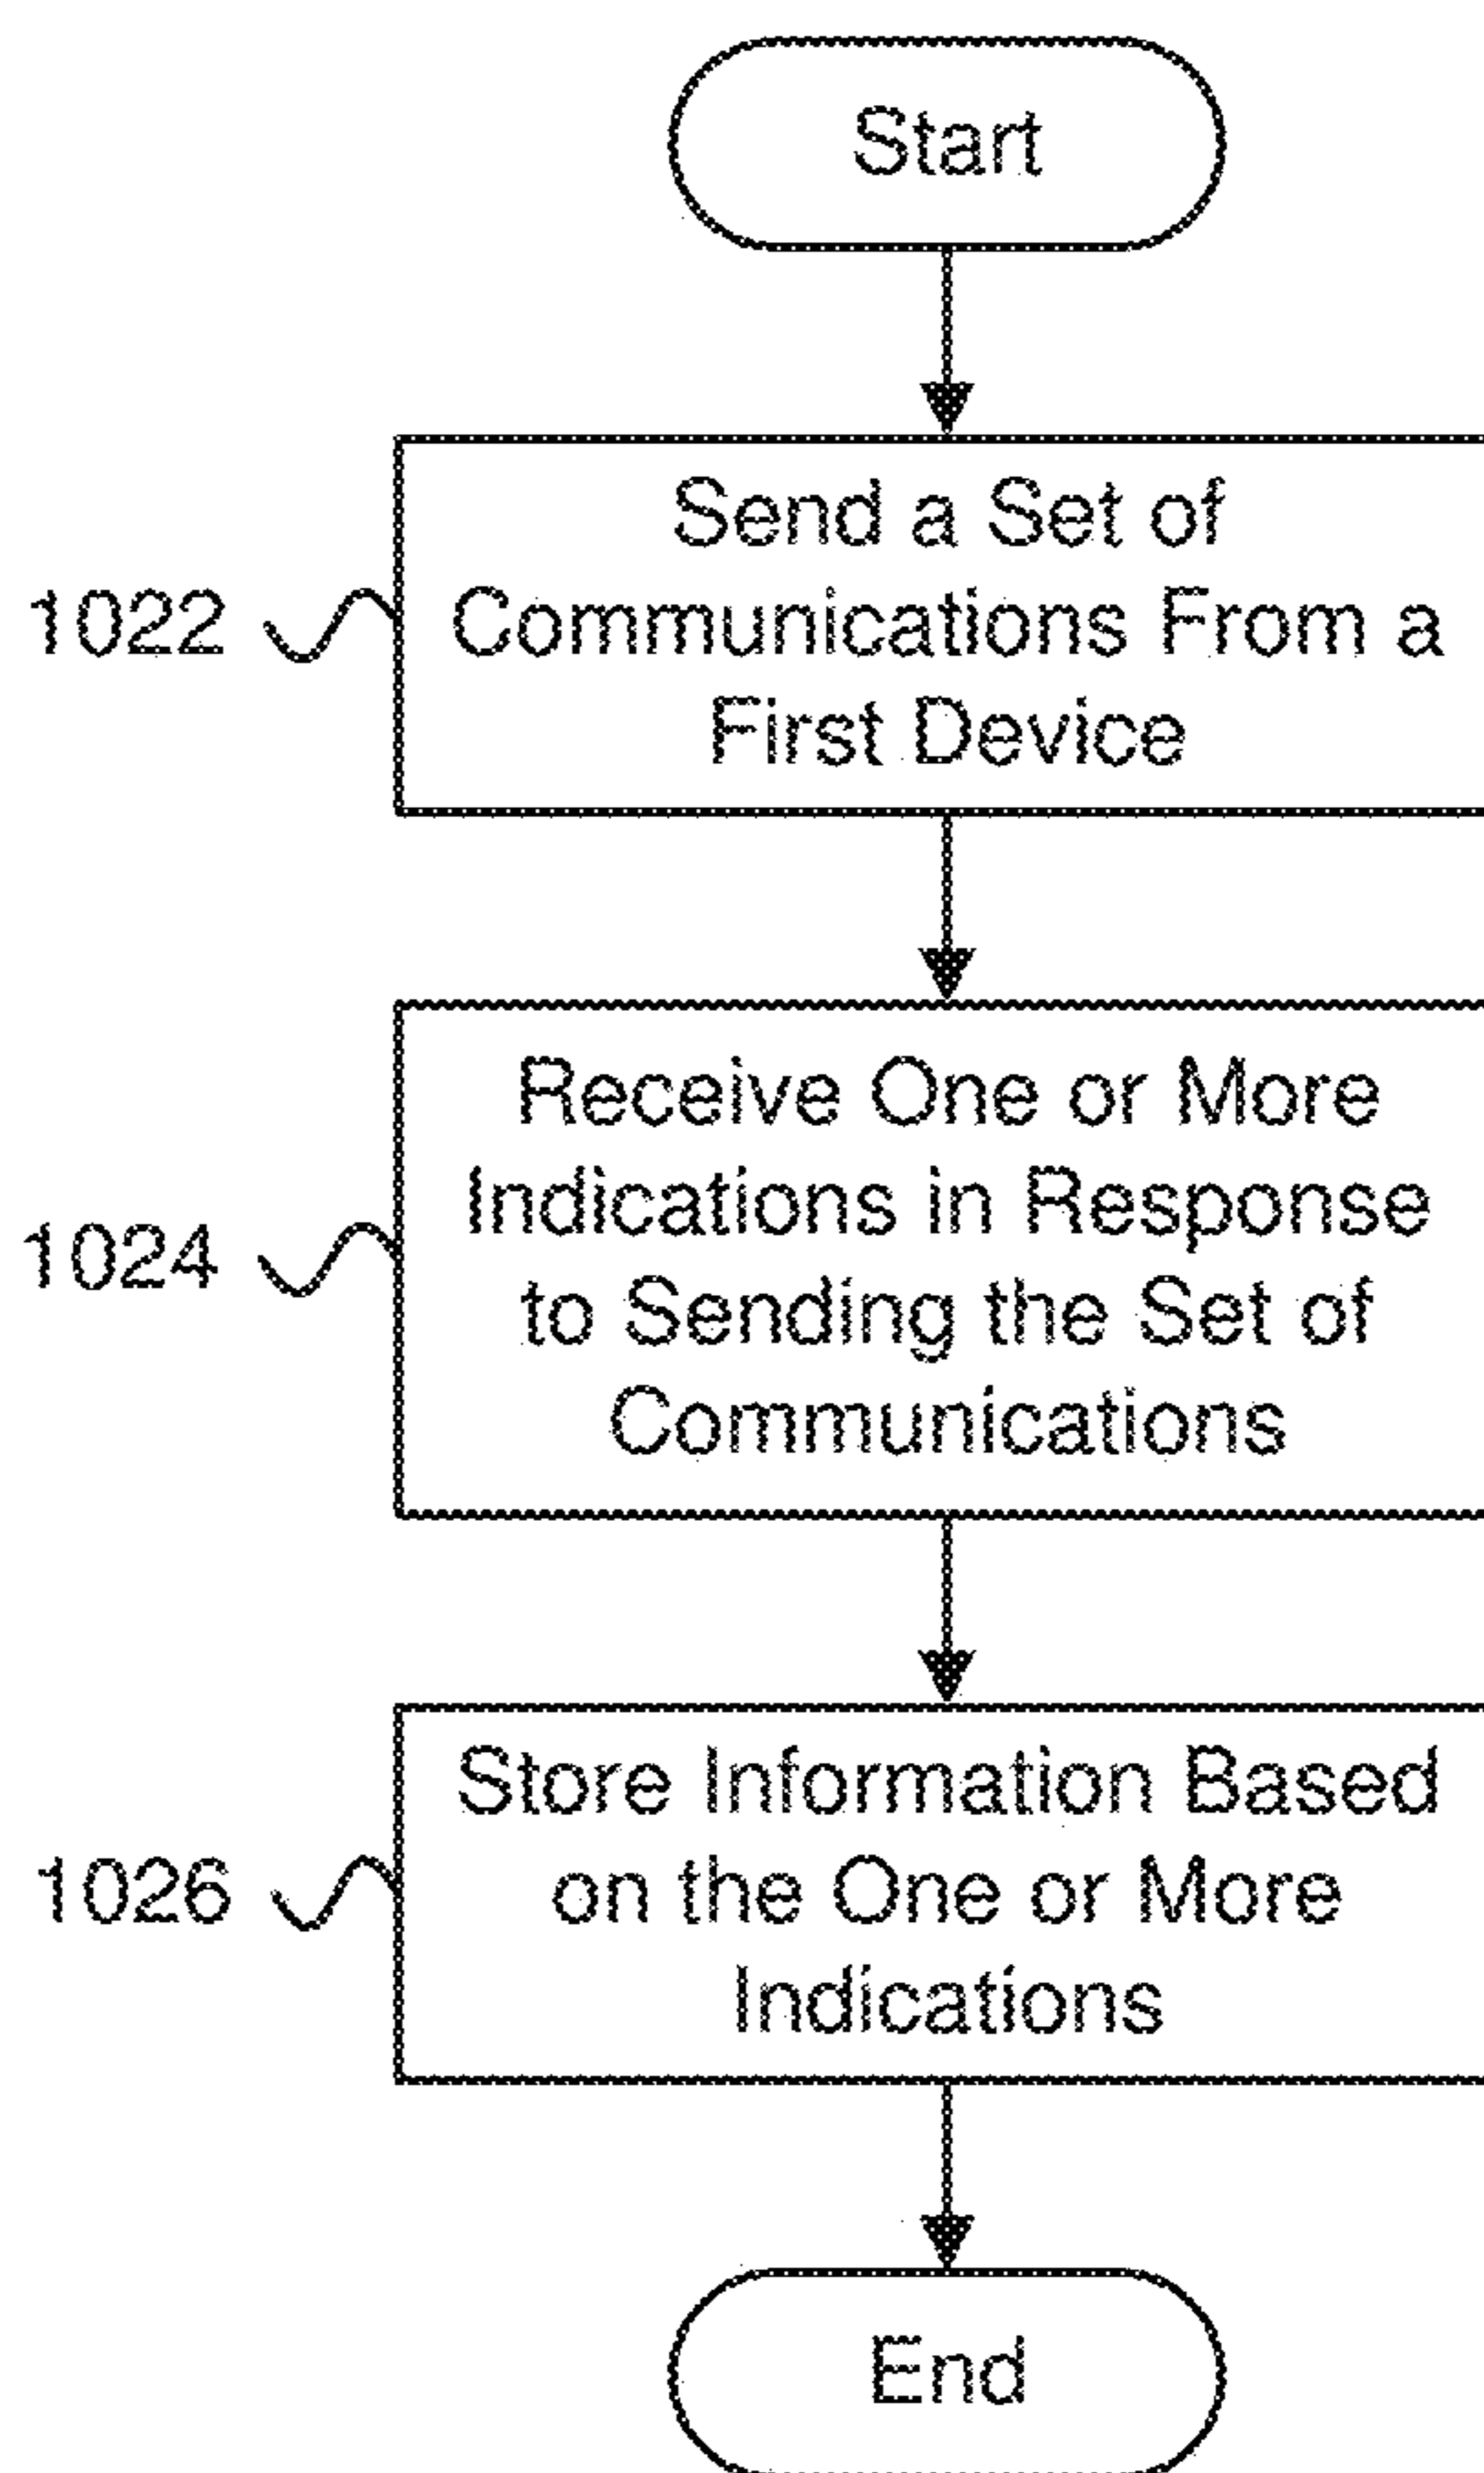 Start
1022
Send a Set of
Communications From a
First Device
1024
Receive One or More
Indications in Response
to Sending the Set of
Communications
1026
Store Information Based
on the One or More
Indications
End